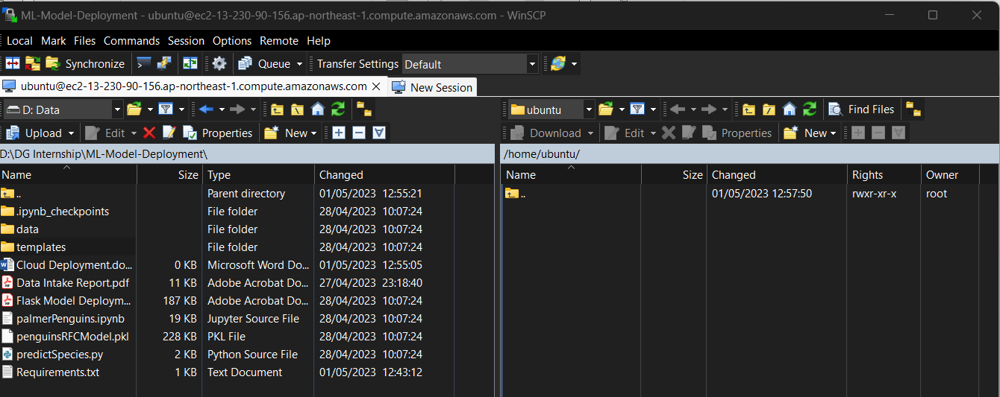 ML-Model-Deployment - ubuntu@ec2-13-230-90-156.ap-northeast-1.compute.amazonaws.com - WinSCP
Local Mark Files Commands Session Options Remote Help
Synchronize Queue Transfer Settings Default
ubuntu@ec2-13-230-90-156.ap-northeast-1.compute.amazonaws.com New Session
D: Data ubuntu Find Files
Upload Edit Properties New Download Edit Properties New
D:\DG Internship\ML-Model-Deployment\ /home/ubuntu/
Name Size Type Changed Name Size Changed Rights Owner
.. Parent directory 01/05/2023 12:55:21 .. 01/05/2023 12:57:50 rwxr-xr-x root
.ipynb_checkpoints File folder 28/04/2023 10:07:24
data File folder 28/04/2023 10:07:24
templates File folder 28/04/2023 10:07:24
Cloud Deployment.do... 0 KB Microsoft Word Do... 01/05/2023 12:55:05
Data Intake Report.pdf 11 KB Adobe Acrobat Do... 27/04/2023 23:18:40
Flask Model Deploym... 187 KB Adobe Acrobat Do... 28/04/2023 10:07:24
palmerPenguins.ipynb 19 KB Jupyter Source File 28/04/2023 10:07:24
penguinsRFCModel.pkl 228 KB PKL File 28/04/2023 10:07:24
predictSpecies.py 2 KB Python Source File 28/04/2023 10:07:24
Requirements.txt 1 KB Text Document 01/05/2023 12:43:12